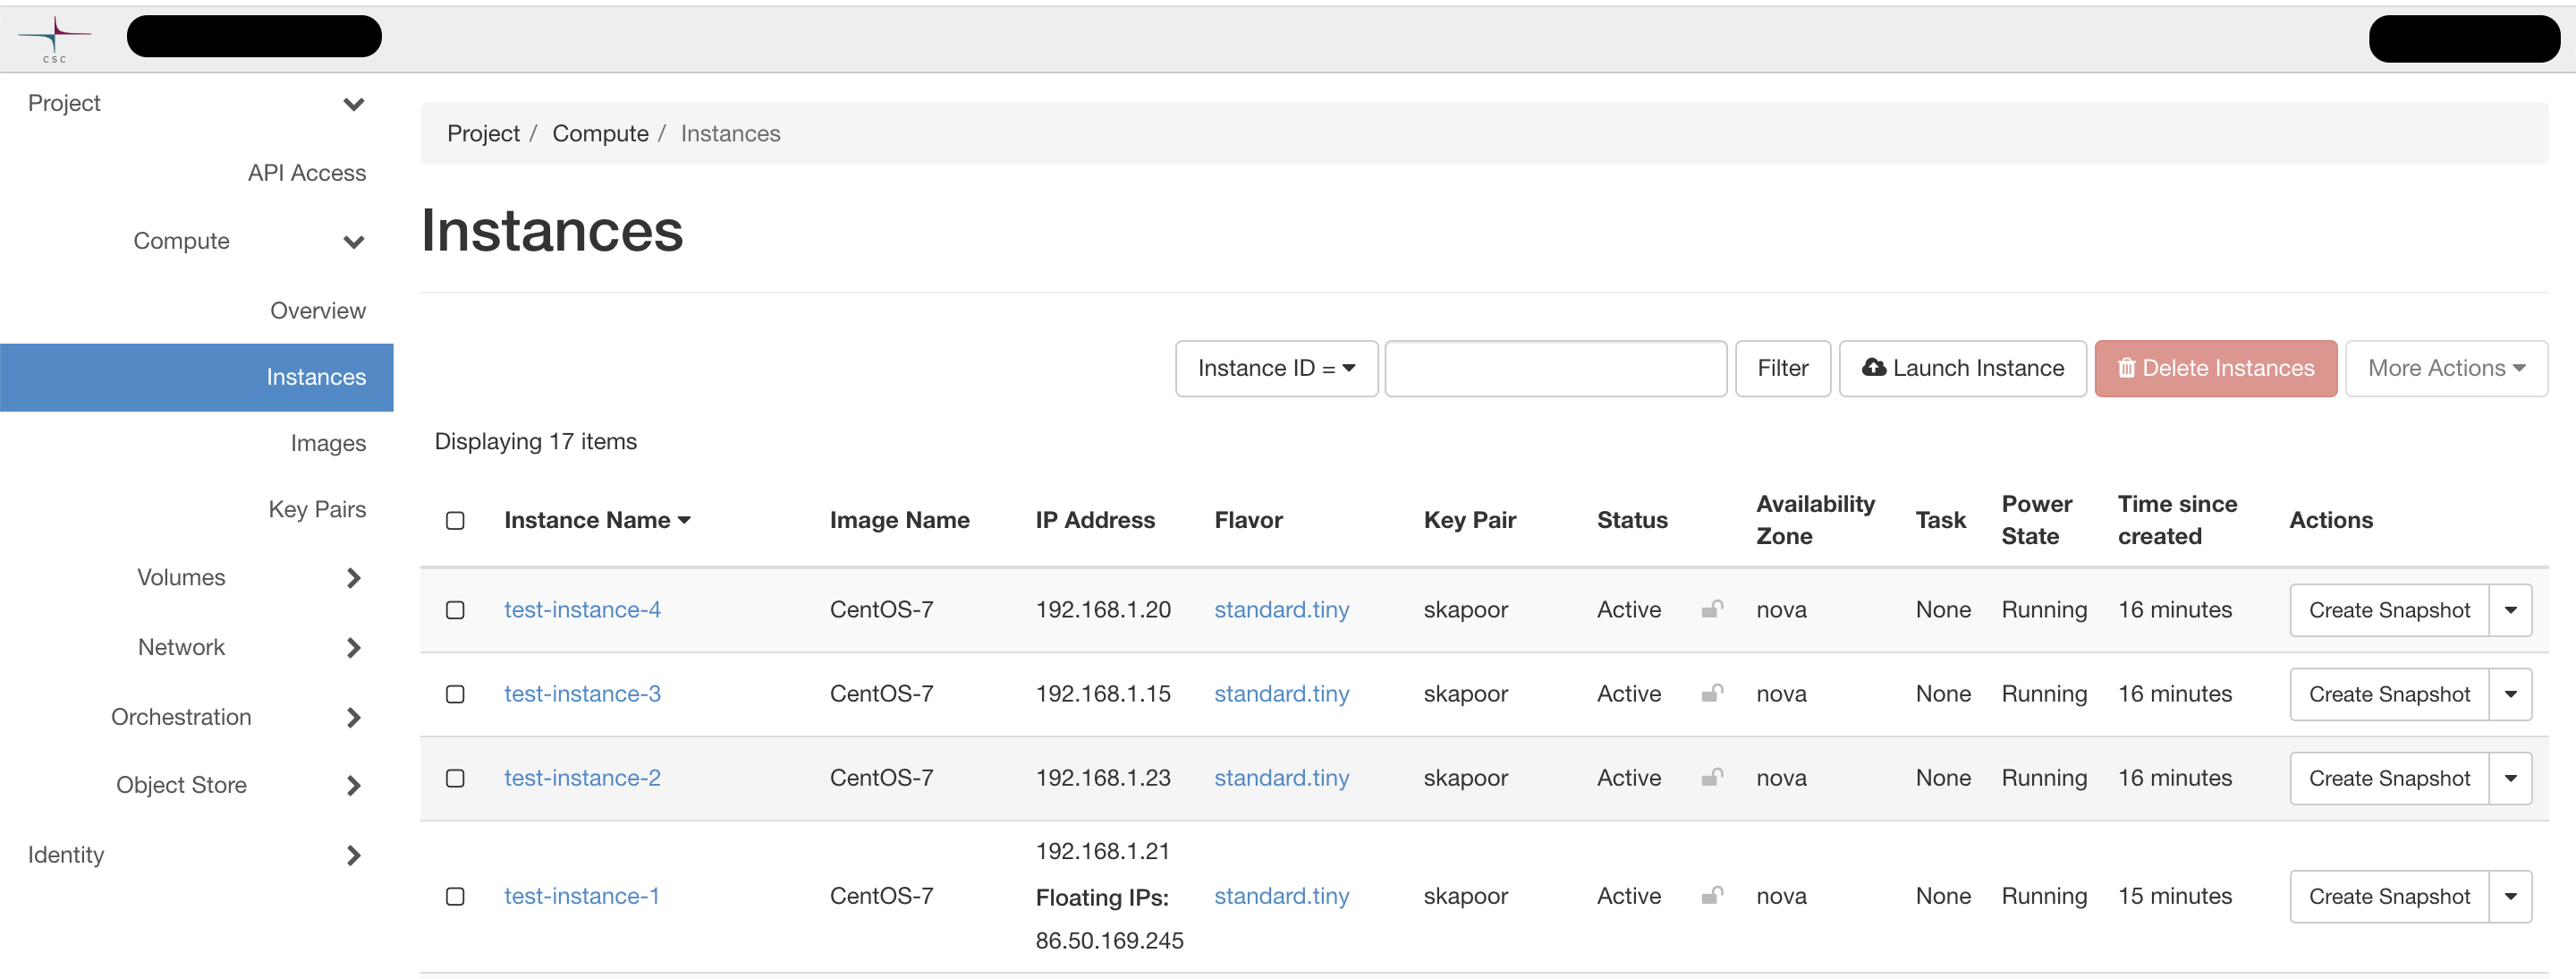 csc
Project
API Access
Compute
Overview
Instances
Images
Key Pairs
Volumes
Network
Orchestration
Object Store
Identity
Project / Compute / Instances
Instances
Instance ID = Filter Launch Instance Delete Instances More Actions
Displaying 17 items
Instance Name Image Name IP Address Flavor Key Pair Status Availability Zone Task Power State Time since created Actions
test-instance-4 CentOS-7 192.168.1.20 standard.tiny skapoor Active nova None Running 16 minutes Create Snapshot
test-instance-3 CentOS-7 192.168.1.15 standard.tiny skapoor Active nova None Running 16 minutes Create Snapshot
test-instance-2 CentOS-7 192.168.1.23 standard.tiny skapoor Active nova None Running 16 minutes Create Snapshot
192.168.1.21
test-instance-1 CentOS-7 Floating IPs: standard.tiny skapoor Active nova None Running 15 minutes Create Snapshot
86.50.169.245